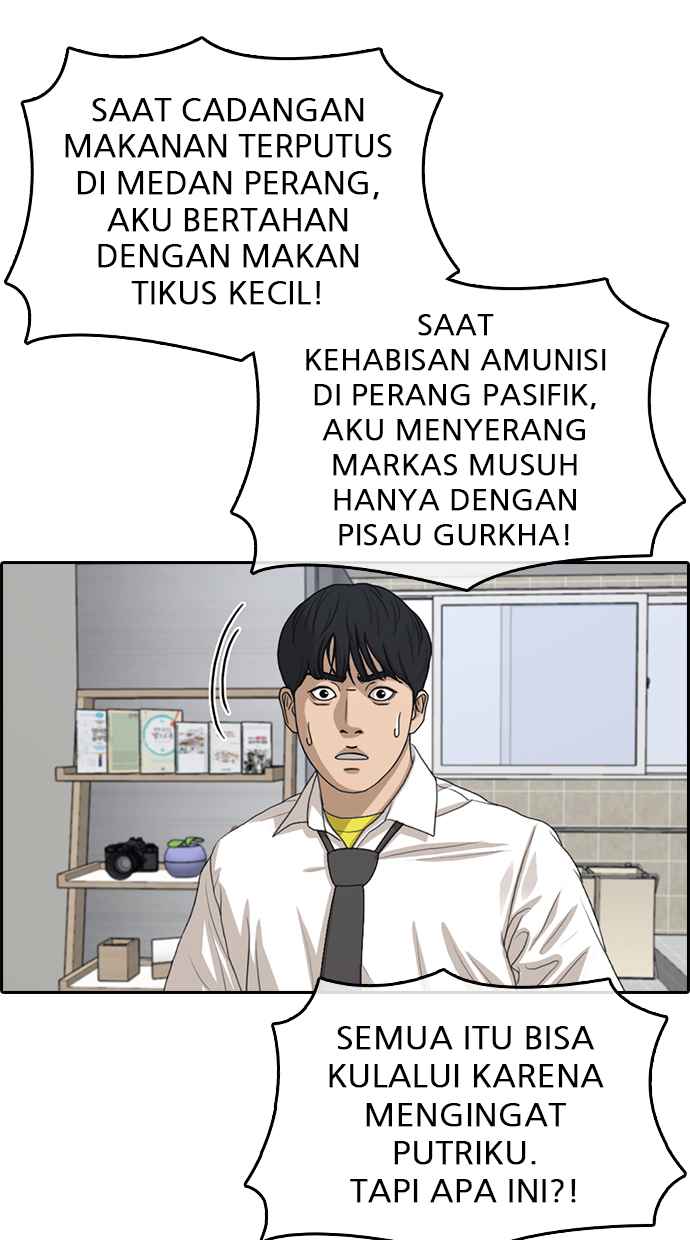 SAAT CADANGAN
MAKANAN TERPUTUS
DI MEDAN PERANG,
AKU BERTAHAN
DENGAN MAKAN
TIKUS KECIL!
SAAT
KEHABISAN AMUNISI
DI PERANG PASIFIK,
AKU MENYERANG
MARKAS MUSUH
HANYA DENGAN
PISAU GURKHA!
SEMUA ITU BISA
KULALUI KARENA
MENGINGAT
PUTRIKU.
TAPI APA INI?!